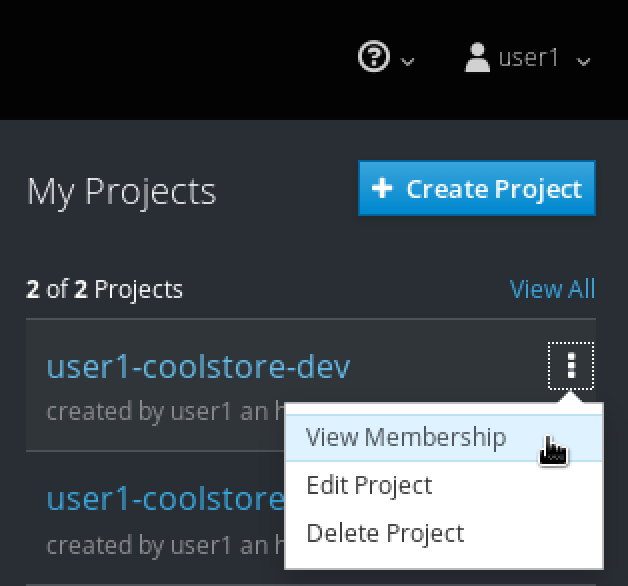 user1
My Projects
Create Project
2 of 2 Projects
View All
user1-coolstore-dev
created by user1 an
View Membership
Edit Project
Delete Project
user1-coolstore
created by user1 an